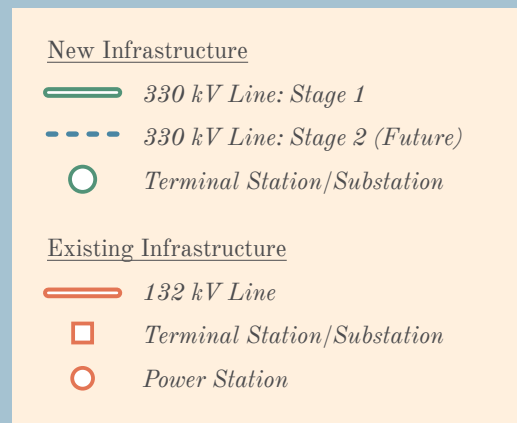 New Infrastructure
330 kV Line: Stage 1
330 kV Line: Stage 2 (Future)
Terminal Station/Substation
Existing Infrastructure
132 kV Line
Terminal Station/Substation
Power Station